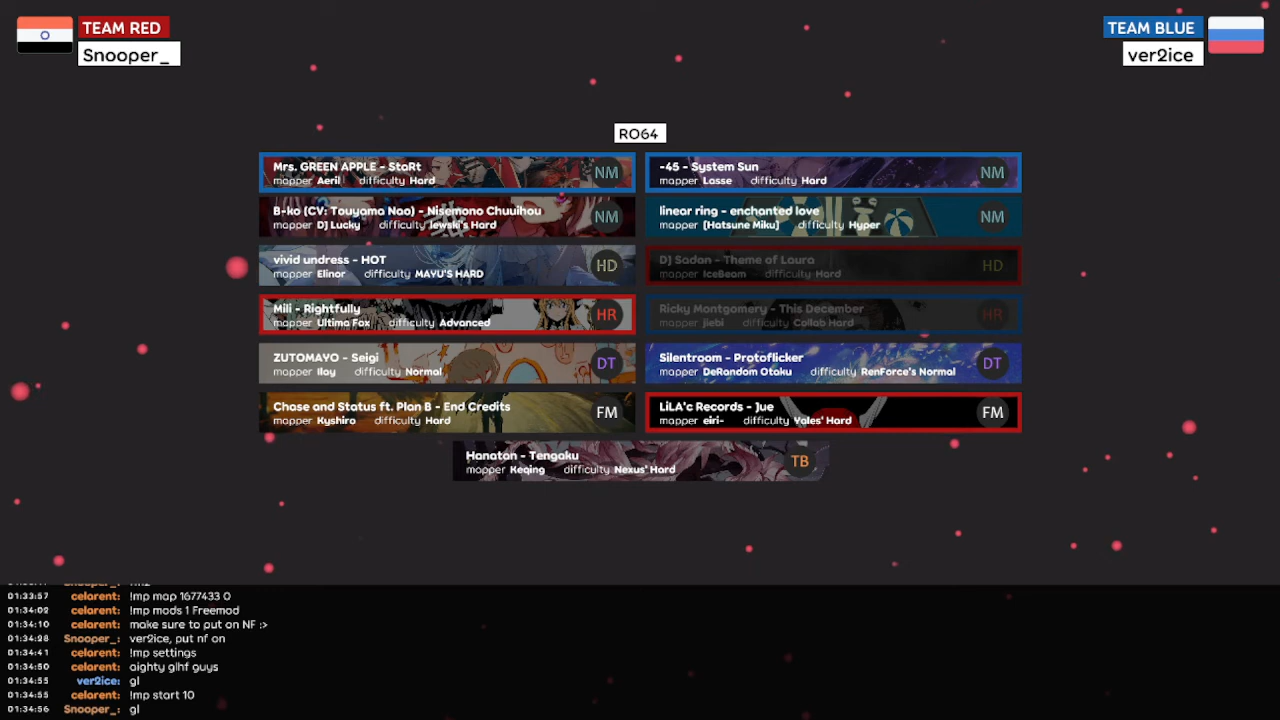 TEAM RED
Snooper_
TEAM BLUE
ver2ice
RO64
Mrs. GREEN APPLE - StaRt
mapper Aeril difficulty Hard
NM
-45 - System Sun
mapper Lasse difficulty Hard
NM
B-ko (CV: Touyama Nao) - Nisemono Chuuihou
mapper DJ Lucky difficulty Jewski's Hard
NM
linear ring - enchanted love
mapper [Hatsune Miku] difficulty Hyper
NM
vivid undress - HOT
mapper Elinor difficulty MAYU'S HARD
HD
DJ Sadan - Theme of Laura
mapper IceBeam difficulty Hard
HD
Mili - Rightfully
mapper Ultima Fox difficulty Advanced
HR
Ricky Montgomery - This December
mapper jiebi difficulty Collab Hard
HR
ZUTOMAYO - Seigi
mapper Ilay difficulty Normal
DT
Silentroom - Protoflicker
mapper DeRandom Otaku difficulty RenForce's Normal
DT
Chase and Status ft. Plan B - End Credits
mapper Kyshiro difficulty Hard
FM
LiLA'c Records - Jue
mapper eiri- difficulty Yales' Hard
FM
Hanatan - Tengaku
mapper Keqing difficulty Nexus' Hard
TB
01:33:57 celarent: !mp map 1677433 0
01:34:02 celarent: !mp mods 1 Freemod
01:34:10 celarent: make sure to put on NF :>
01:34:28 Snooper_: ver2ice, put nf on
01:34:41 celarent: !mp settings
01:34:50 celarent: aighty glhf guys
01:34:55 ver2ice: gl
01:34:55 celarent: !mp start 10
01:34:56 Snooper_: gl